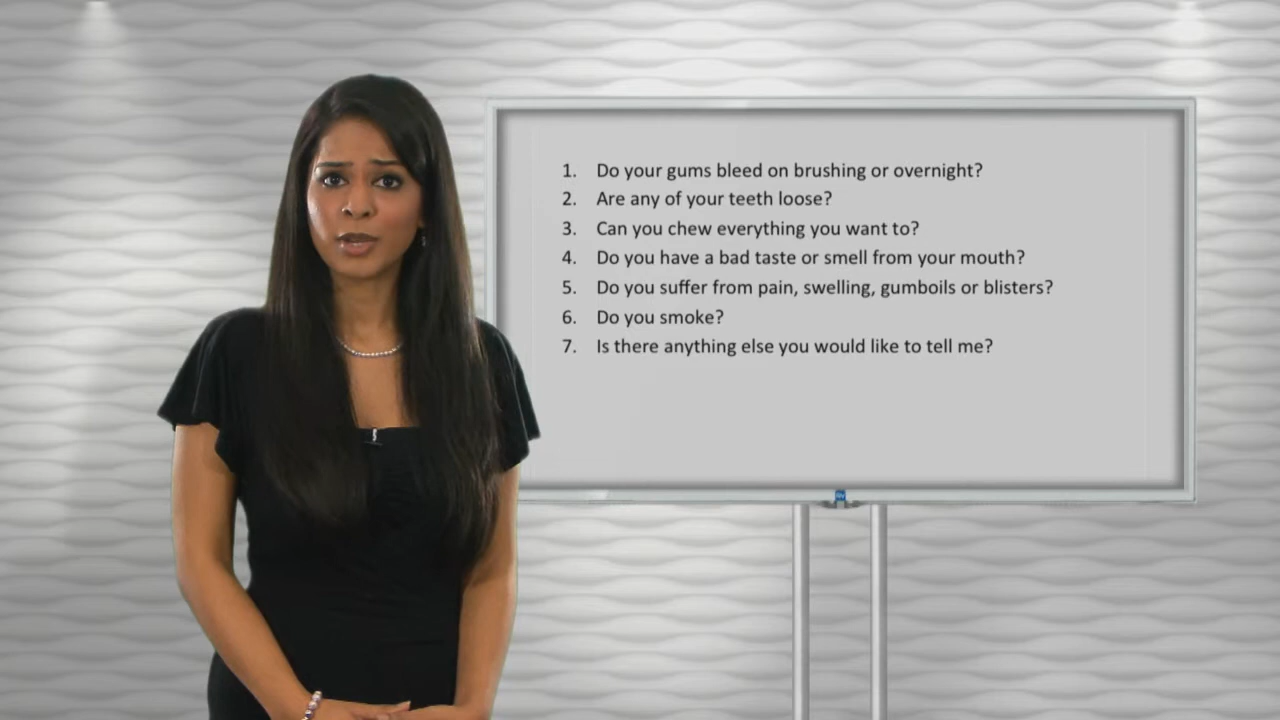 1. Do your gums bleed on brushing or overnight?
2. Are any of your teeth loose?
3. Can you chew everything you want to?
4. Do you have a bad taste or smell from your mouth?
5. Do you suffer from pain, swelling, gumboils or blisters?
6. Do you smoke?
7. Is there anything else you would like to tell me?